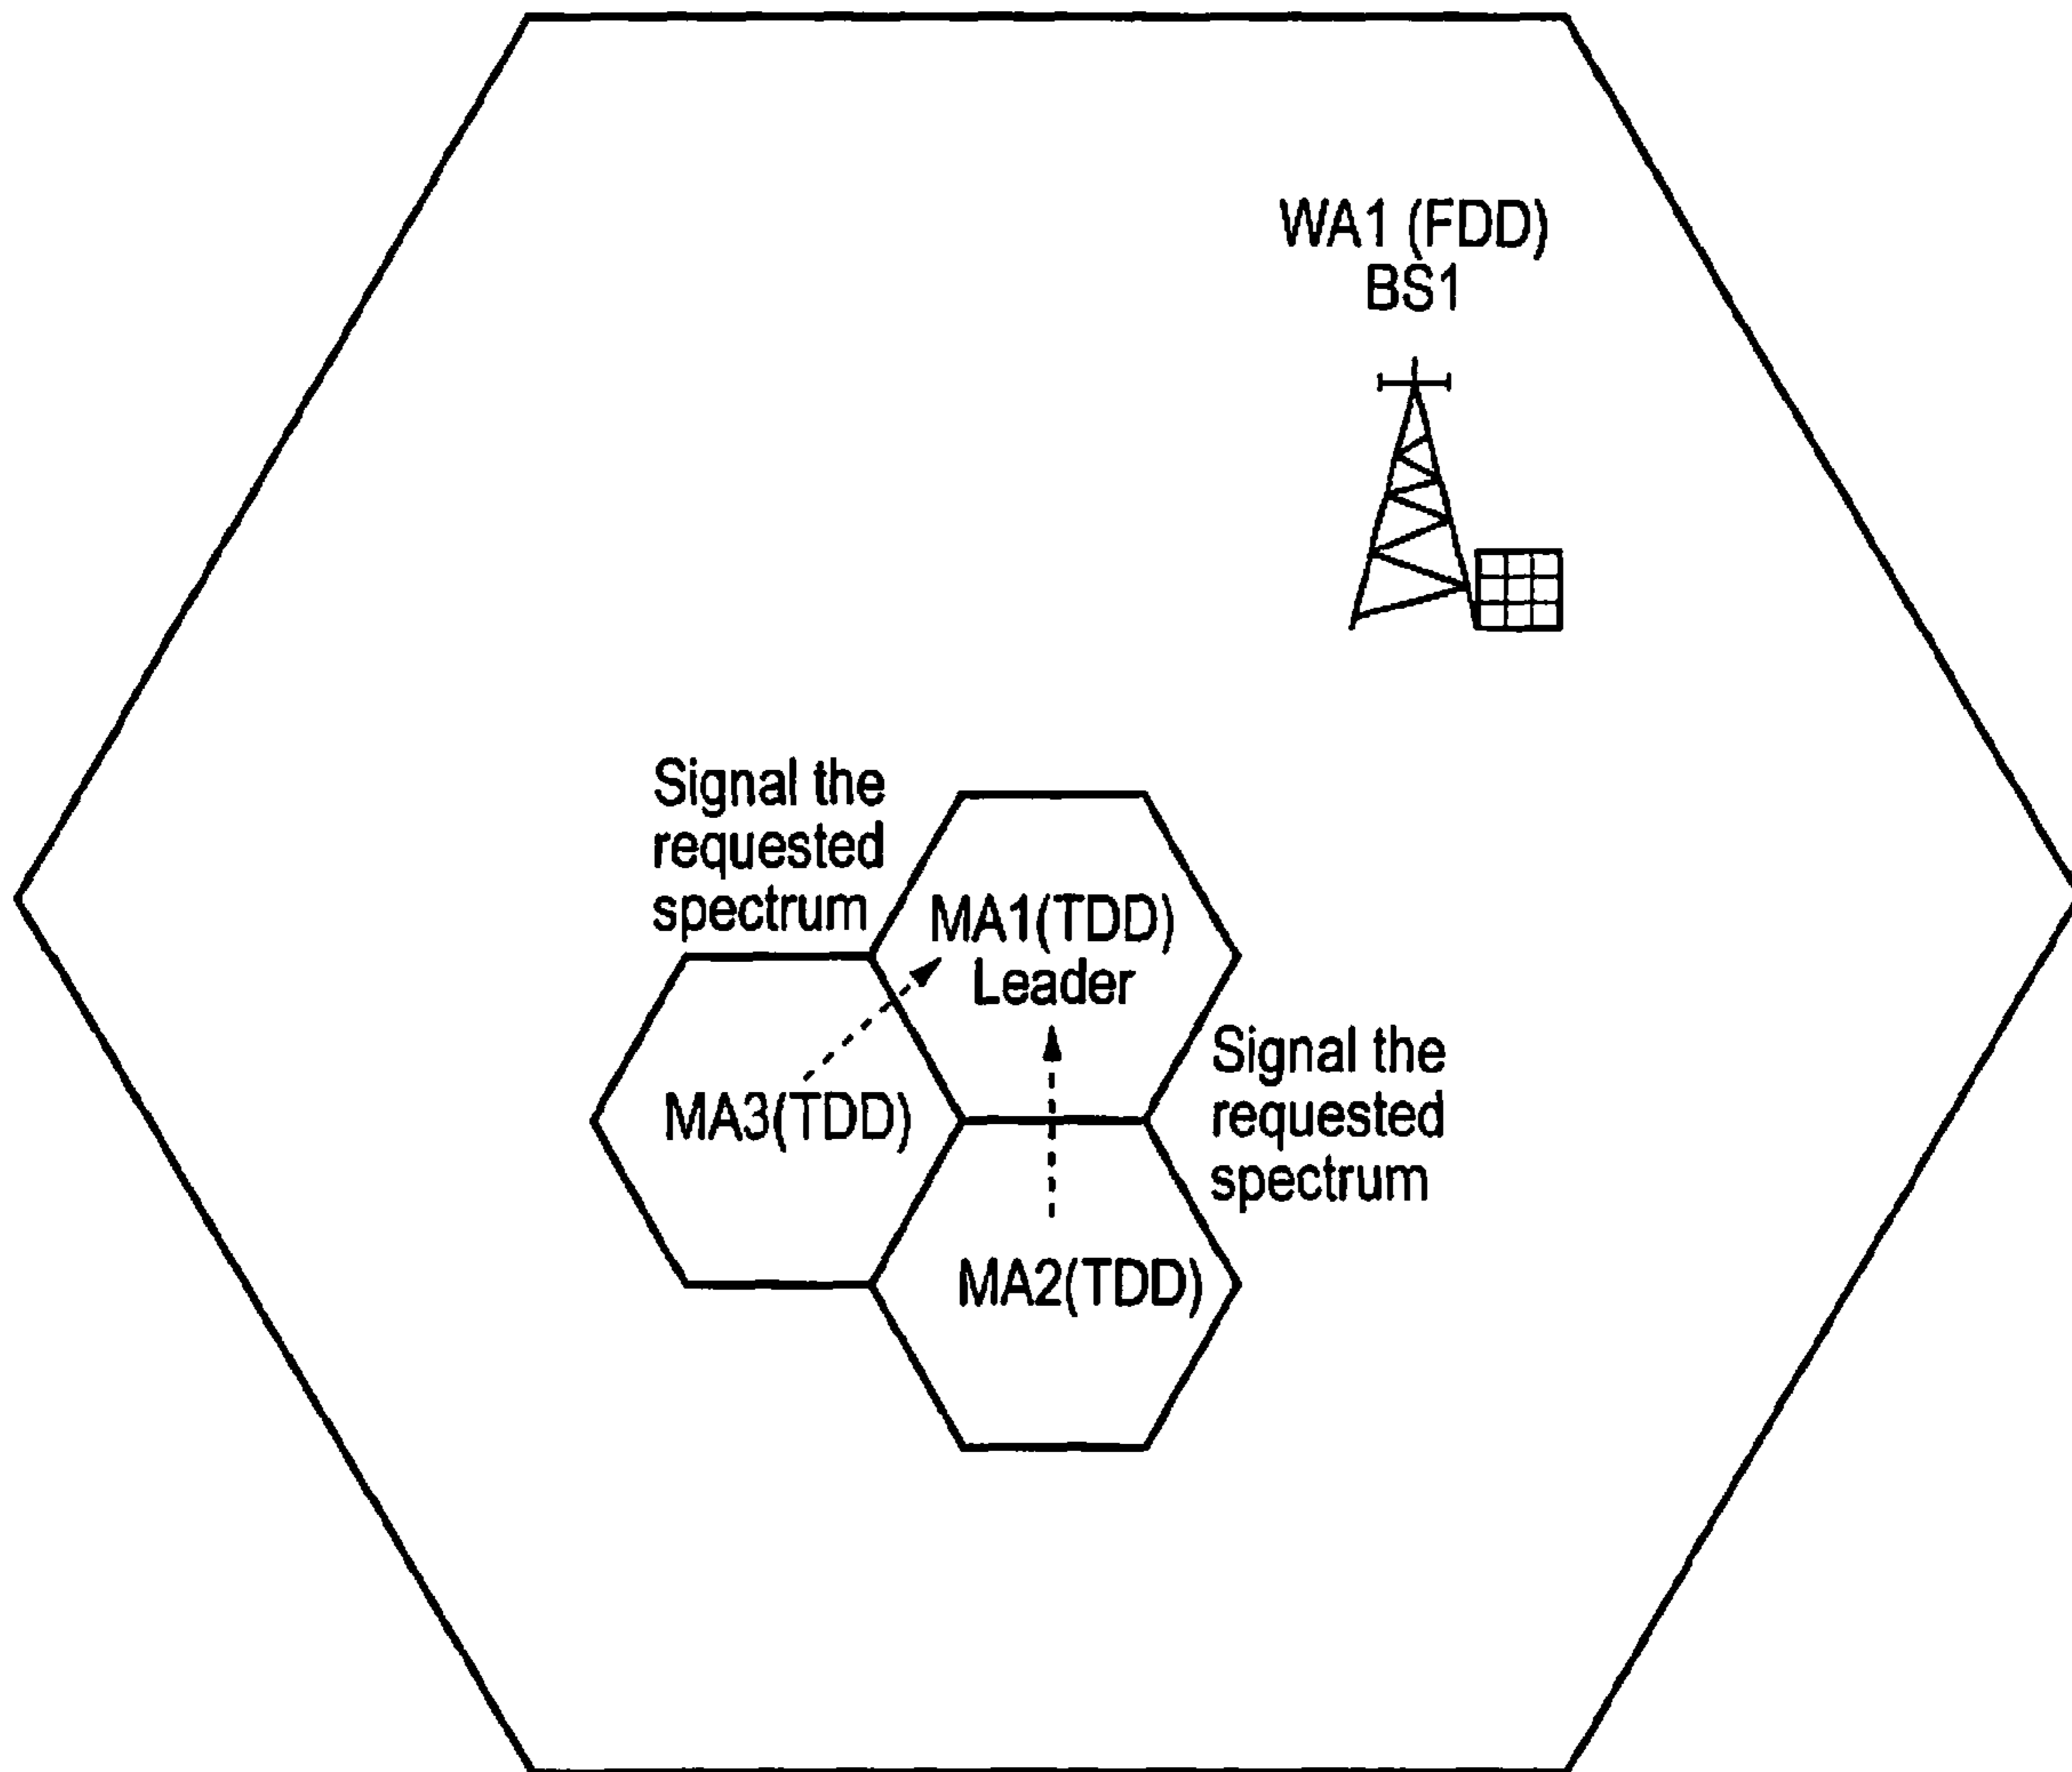 WA1 (FDD)
BS1
Signal the
requested
spectrum
MA1(TDD)
Leader
MA3(TDD)
Signal the
requested
spectrum
MA2(TDD)